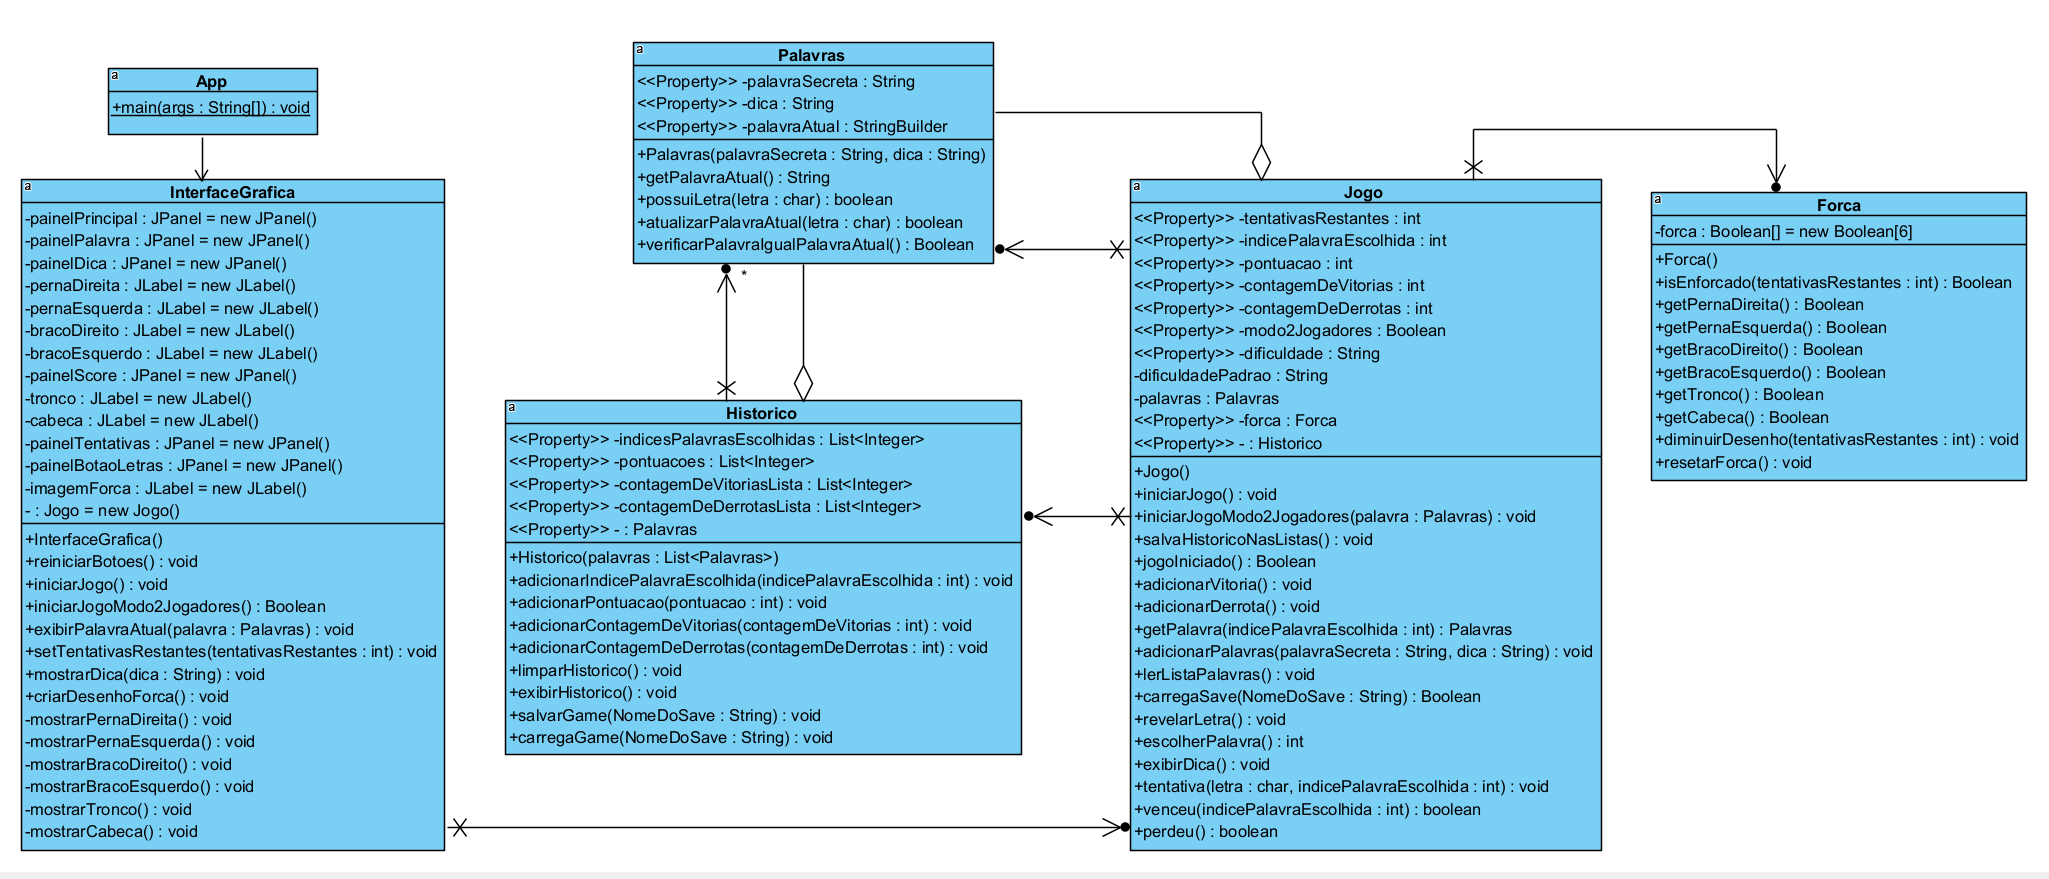 a
App
+main(args : String[]) : void
a
InterfaceGrafica
-painelPrincipal : JPanel = new JPanel()
-painelPalavra : JPanel = new JPanel()
-painelDica : JPanel = new JPanel()
-pernaDireita : JLabel = new JLabel()
-pernaEsquerda : JLabel = new JLabel()
-bracoDireito : JLabel = new JLabel()
-bracoEsquerdo : JLabel = new JLabel()
-painelScore : JPanel = new JPanel()
-tronco : JLabel = new JLabel()
-cabeca : JLabel = new JLabel()
-painelTentativas : JPanel = new JPanel()
-painelBotaoLetras : JPanel = new JPanel()
-imagemForca : JLabel = new JLabel()
- : Jogo = new Jogo()
+InterfaceGrafica()
+reiniciarBotoes() : void
+iniciarJogo() : void
+iniciarJogoModo2Jogadores() : Boolean
+exibirPalavraAtual(palavra : Palavras) : void
+setTentativasRestantes(tentativasRestantes : int) : void
+mostrarDica(dica : String) : void
+criarDesenhoForca() : void
-mostrarPernaDireita() : void
-mostrarPernaEsquerda() : void
-mostrarBracoDireito() : void
-mostrarBracoEsquerdo() : void
-mostrarTronco() : void
-mostrarCabeca() : void
a
Palavras
<<Property>> -palavraSecreta : String
<<Property>> -dica : String
<<Property>> -palavraAtual : StringBuilder
+Palavras(palavraSecreta : String, dica : String)
+getPalavraAtual() : String
+possuiLetra(letra : char) : boolean
+atualizarPalavraAtual(letra : char) : boolean
+verificarPalavraIgualPalavraAtual() : Boolean
*
a
Historico
<<Property>> -indicesPalavrasEscolhidas : List<Integer>
<<Property>> -pontuacoes : List<Integer>
<<Property>> -contagemDeVitoriasLista : List<Integer>
<<Property>> -contagemDeDerrotasLista : List<Integer>
<<Property>> - : Palavras
+Historico(palavras : List<Palavras>)
+adicionarIndicePalavraEscolhida(indicePalavraEscolhida : int) : void
+adicionarPontuacao(pontuacao : int) : void
+adicionarContagemDeVitorias(contagemDeVitorias : int) : void
+adicionarContagemDeDerrotas(contagemDeDerrotas : int) : void
+limparHistorico() : void
+exibirHistorico() : void
+salvarGame(NomeDoSave : String) : void
+carregaGame(NomeDoSave : String) : void
a
Jogo
<<Property>> -tentativasRestantes : int
<<Property>> -indicePalavraEscolhida : int
<<Property>> -pontuacao : int
<<Property>> -contagemDeVitorias : int
<<Property>> -contagemDeDerrotas : int
<<Property>> -modo2Jogadores : Boolean
<<Property>> -dificuldade : String
-dificuldadePadrao : String
-palavras : Palavras
<<Property>> -forca : Forca
<<Property>> - : Historico
+Jogo()
+iniciarJogo() : void
+iniciarJogoModo2Jogadores(palavra : Palavras) : void
+salvaHistoricoNasListas() : void
+jogoIniciado() : Boolean
+adicionarVitoria() : void
+adicionarDerrota() : void
+getPalavra(indicePalavraEscolhida : int) : Palavras
+adicionarPalavras(palavraSecreta : String, dica : String) : void
+lerListaPalavras() : void
+carregaSave(NomeDoSave : String) : Boolean
+revelarLetra() : void
+escolherPalavra() : int
+exibirDica() : void
+tentativa(letra : char, indicePalavraEscolhida : int) : void
+venceu(indicePalavraEscolhida : int) : boolean
+perdeu() : boolean
a
Forca
-forca : Boolean[] = new Boolean[6]
+Forca()
+isEnforcado(tentativasRestantes : int) : Boolean
+getPernaDireita() : Boolean
+getPernaEsquerda() : Boolean
+getBracoDireito() : Boolean
+getBracoEsquerdo() : Boolean
+getTronco() : Boolean
+getCabeca() : Boolean
+diminuirDesenho(tentativasRestantes : int) : void
+resetarForca() : void